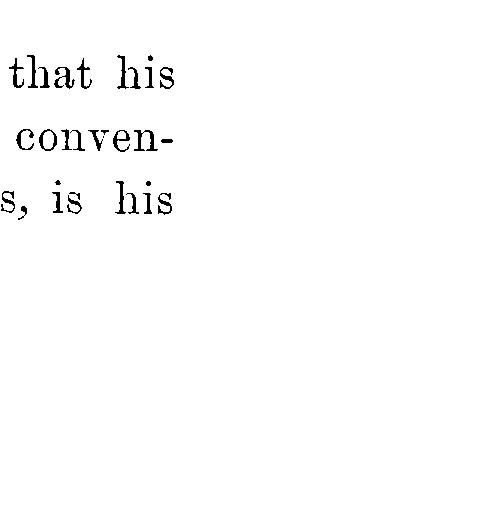 that his
conven-
s, is his